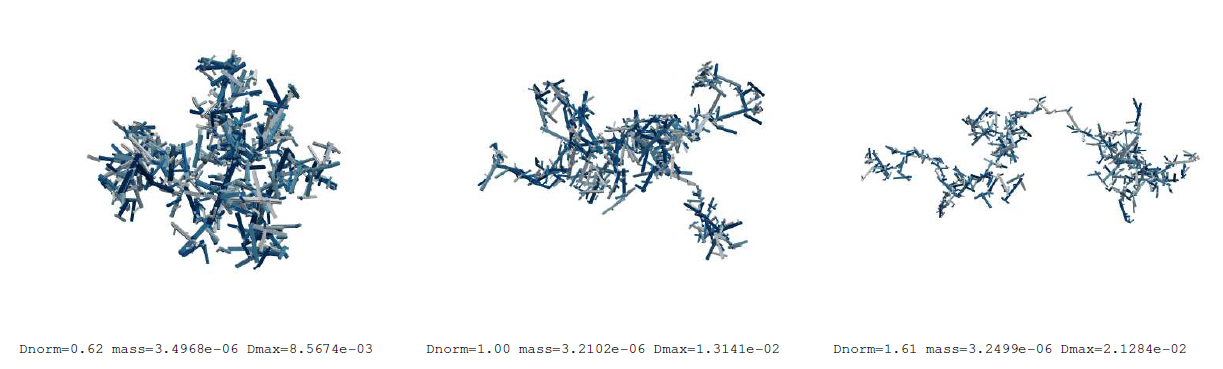 Dnorm=0.62 mass=3.4968e-06 Dmax=8.5674e-03
Dnorm=1.00 mass=3.2102e-06 Dmax=1.3141e-02
Dnorm=1.61 mass=3.2499e-06 Dmax=2.1284e-02